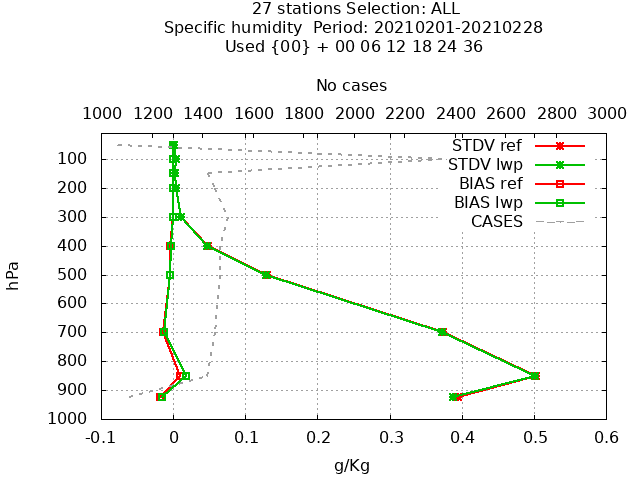 27 stations Selection: ALL
Specific humidity  Period: 20210201-20210228
Used {00} + 00 06 12 18 24 36
No cases
1000 1200 1400 1600 1800 2000 2200 2400 2600 2800 3000
STDV ref
STDV lwp
BIAS ref
BIAS lwp
CASES
100
200
300
400
500
600
700
800
900
1000
hPa
-0.1 0 0.1 0.2 0.3 0.4 0.5 0.6
g/Kg